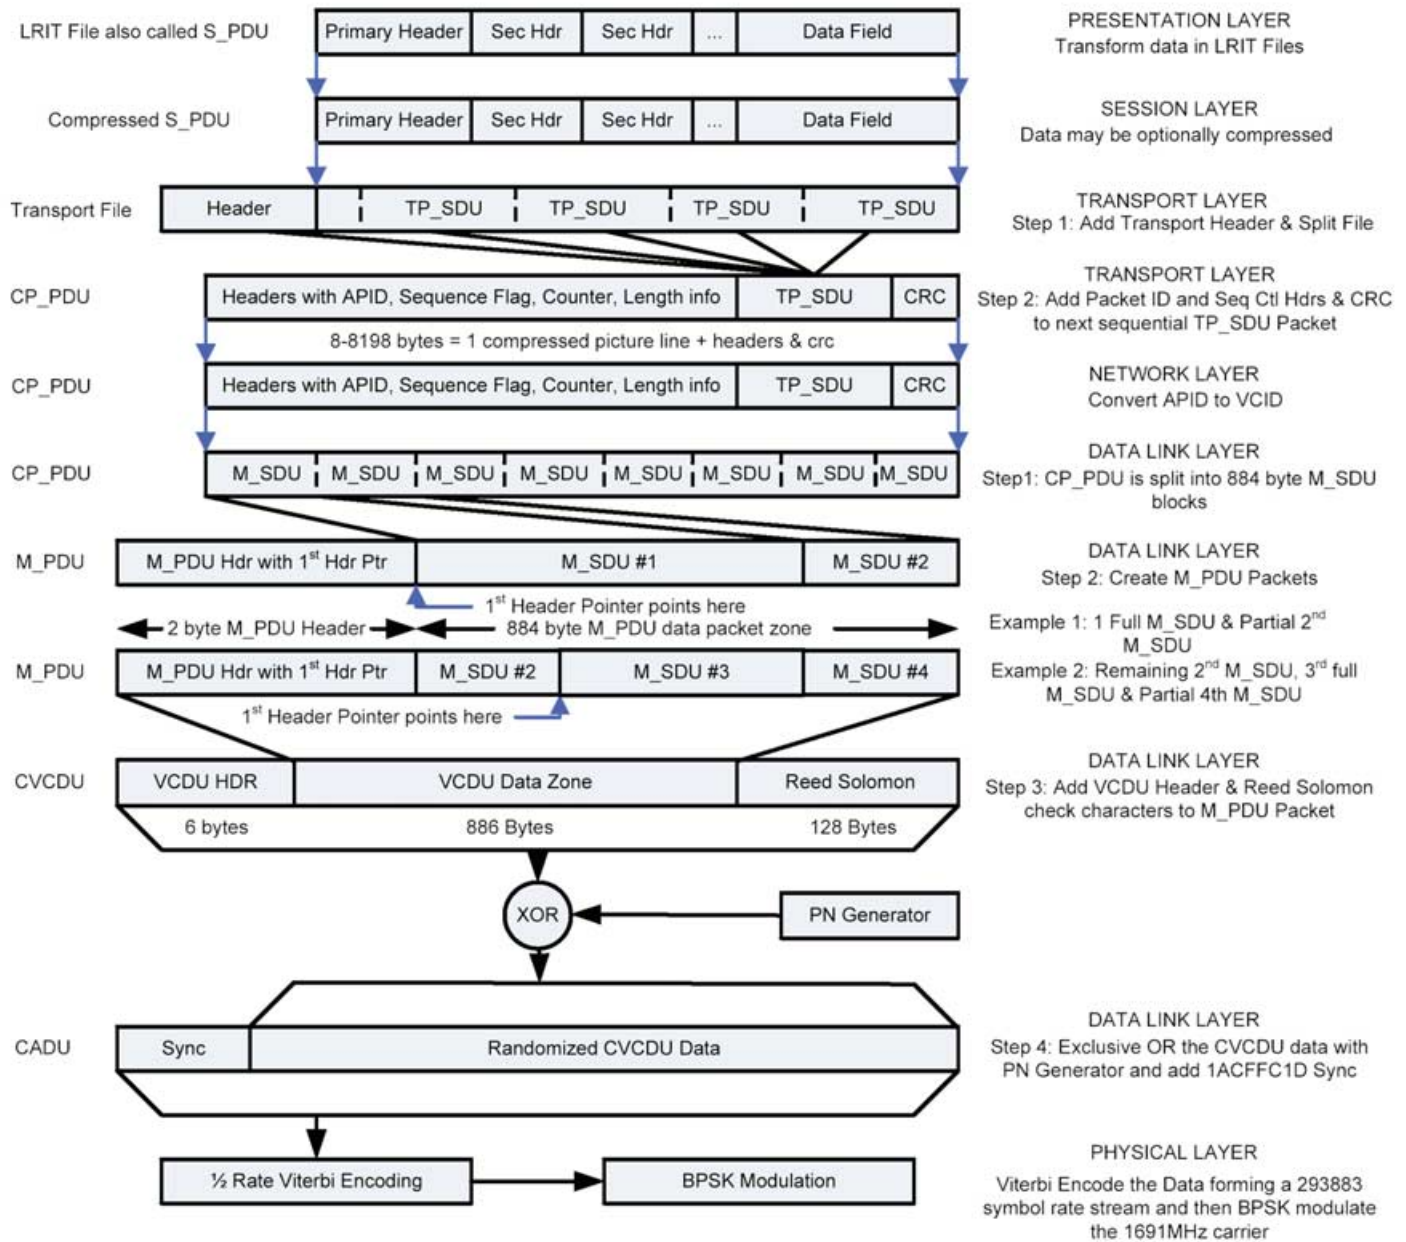 LRIT File also called S_PDU
Primary Header
Sec Hdr
Sec Hdr
...
Data Field
PRESENTATION LAYER
Transform data in LRIT Files
Compressed S_PDU
Primary Header
Sec Hdr
Sec Hdr
...
Data Field
SESSION LAYER
Data may be optionally compressed
Transport File
Header
TP_SDU
TP_SDU
TP_SDU
TP_SDU
TRANSPORT LAYER
Step 1: Add Transport Header & Split File
CP_PDU
Headers with APID, Sequence Flag, Counter, Length info
TP_SDU
CRC
TRANSPORT LAYER
Step 2: Add Packet ID and Seq Ctl Hdrs & CRC
to next sequential TP_SDU Packet
8-8198 bytes = 1 compressed picture line + headers & crc
CP_PDU
Headers with APID, Sequence Flag, Counter, Length info
TP_SDU
CRC
NETWORK LAYER
Convert APID to VCID
CP_PDU
M_SDU
M_SDU
M_SDU
M_SDU
M_SDU
M_SDU
M_SDU
M_SDU
DATA LINK LAYER
Step1: CP_PDU is split into 884 byte M_SDU
blocks
M_PDU
M_PDU Hdr with 1st Hdr Ptr
M_SDU #1
M_SDU #2
DATA LINK LAYER
Step 2: Create M_PDU Packets
1st Header Pointer points here
2 byte M_PDU Header
884 byte M_PDU data packet zone
Example 1: 1 Full M_SDU & Partial 2nd
M_SDU
M_PDU
M_PDU Hdr with 1st Hdr Ptr
M_SDU #2
M_SDU #3
M_SDU #4
Example 2: Remaining 2nd M_SDU, 3rd full
M_SDU & Partial 4th M_SDU
1st Header Pointer points here
CVCDU
VCDU HDR
VCDU Data Zone
Reed Solomon
DATA LINK LAYER
Step 3: Add VCDU Header & Reed Solomon
check characters to M_PDU Packet
6 bytes
886 Bytes
128 Bytes
XOR
PN Generator
CADU
Sync
Randomized CVCDU Data
DATA LINK LAYER
Step 4: Exclusive OR the CVCDU data with
PN Generator and add 1ACFFC1D Sync
½ Rate Viterbi Encoding
BPSK Modulation
PHYSICAL LAYER
Viterbi Encode the Data forming a 293883
symbol rate stream and then BPSK modulate
the 1691MHz carrier